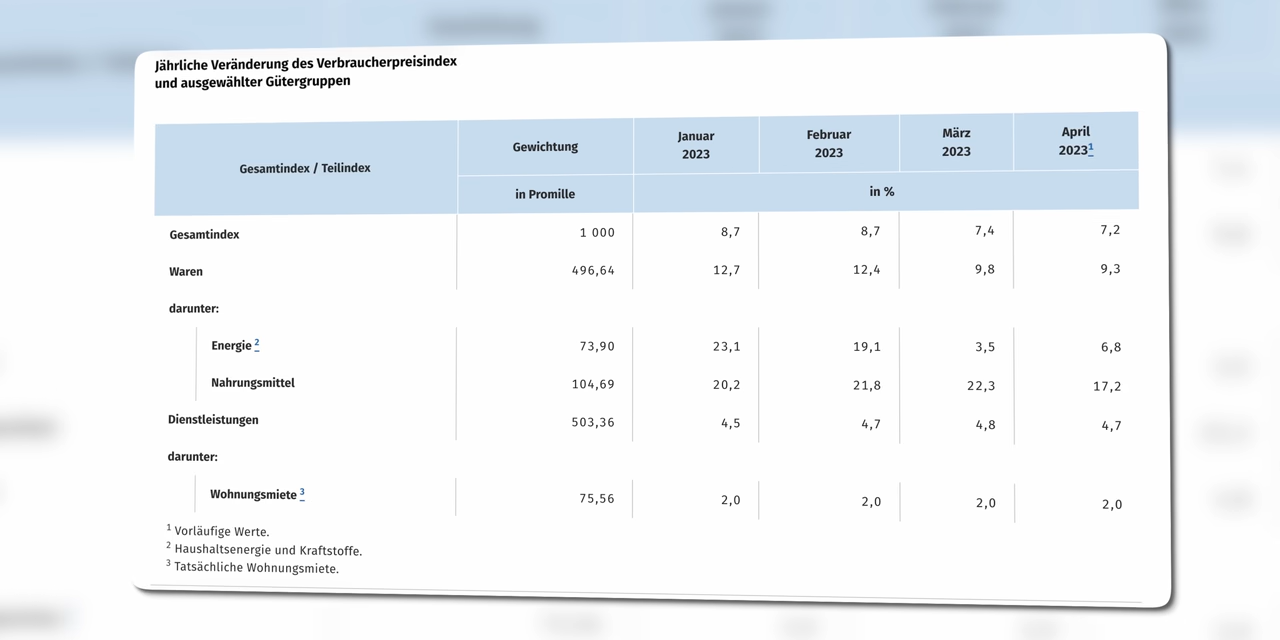 Jährliche Veränderung des Verbraucherpreisindex
und ausgewählter Gütergruppen
Gesamtindex / Teilindex Gewichtung Januar 2023 Februar 2023 März 2023 April 2023¹
in Promille in %
Gesamtindex 1 000 8,7 8,7 7,4 7,2
Waren 496,64 12,7 12,4 9,8 9,3
darunter:
Energie ² 73,90 23,1 19,1 3,5 6,8
Nahrungsmittel 104,69 20,2 21,8 22,3 17,2
Dienstleistungen 503,36 4,5 4,7 4,8 4,7
darunter:
Wohnungsmiete ³ 75,56 2,0 2,0 2,0 2,0
¹ Vorläufige Werte.
² Haushaltsenergie und Kraftstoffe.
³ Tatsächliche Wohnungsmiete.